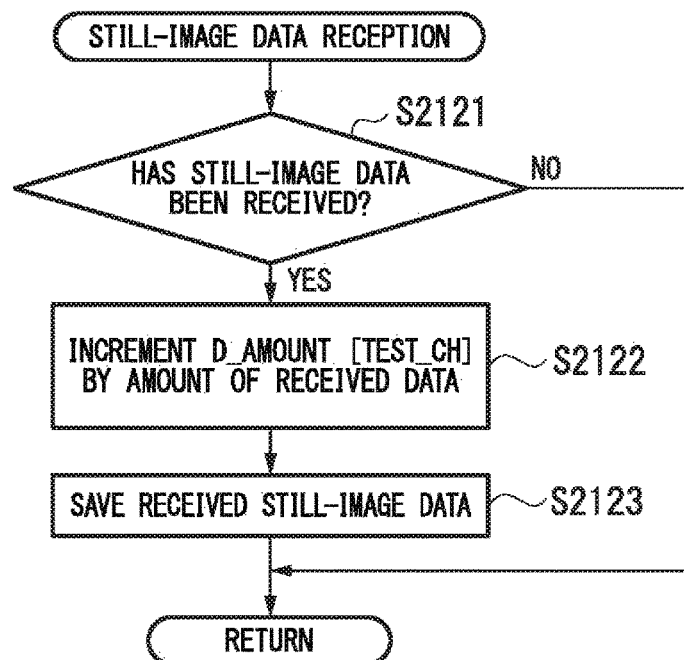 STILL-IMAGE DATA RECEPTION
S2121
HAS STILL-IMAGE DATA
BEEN RECEIVED?
NO
YES
INCREMENT D_AMOUNT [TEST_CH]
BY AMOUNT OF RECEIVED DATA
S2122
SAVE RECEIVED STILL-IMAGE DATA
S2123
RETURN